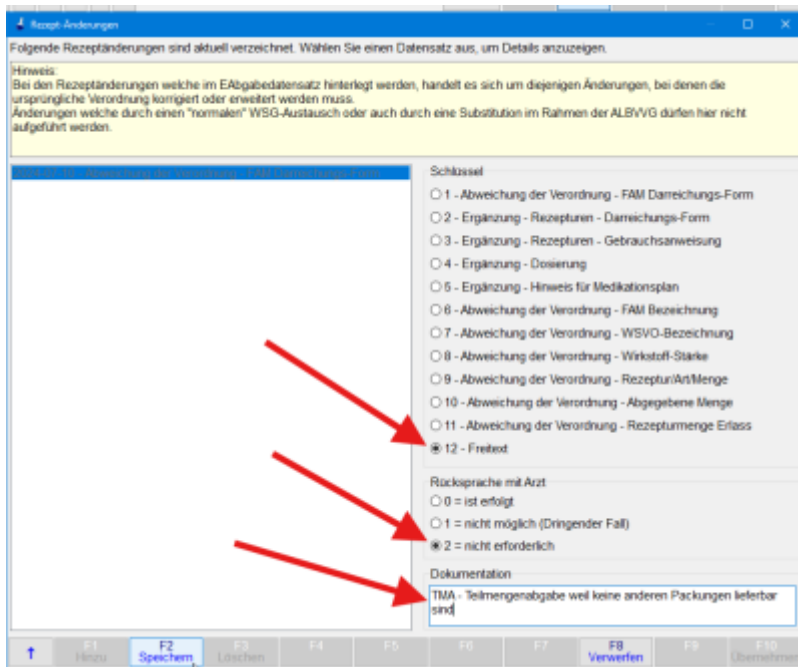 Rezept-Änderungen
Folgende Rezeptänderungen sind aktuell verzeichnet. Wählen Sie einen Datensatz aus, um Details anzuzeigen.
Hinweis:
Bei den Rezeptänderungen welche im EAbgabedatensatz hinterlegt werden, handelt es sich um diejenigen Änderungen, bei denen die
ursprüngliche Verordnung korrigiert oder erweitert werden muss.
Änderungen welche durch einen "normalen" WSG-Austausch oder auch durch eine Substitution im Rahmen der ALBVVG dürfen hier nicht
aufgeführt werden.
Abweichung der Verordnung - FAM Darreichungs-Form
Schlüssel
1 - Abweichung der Verordnung - FAM Darreichungs-Form
2 - Ergänzung - Rezepturen - Darreichungs-Form
3 - Ergänzung - Rezepturen - Gebrauchsanweisung
4 - Ergänzung - Dosierung
5 - Ergänzung - Hinweis für Medikationsplan
6 - Abweichung der Verordnung - FAM Bezeichnung
7 - Abweichung der Verordnung - WSVO-Bezeichnung
8 - Abweichung der Verordnung - Wirkstoff-Stärke
9 - Abweichung der Verordnung - Rezeptur/Art/Menge
10 - Abweichung der Verordnung - Abgegebene Menge
11 - Abweichung der Verordnung - Rezepturmenge Erlass
12 - Freitext
Rücksprache mit Arzt
0 = ist erfolgt
1 = nicht möglich (Dringender Fall)
2 = nicht erforderlich
Dokumentation
TMA - Teilmengenabgabe weil keine anderen Packungen lieferbar
sind
F1 F2 F3 F4 F5 F6 F7 F8 F9 F10
Hinzu Speichern Löschen Verwerfen Übernehmen